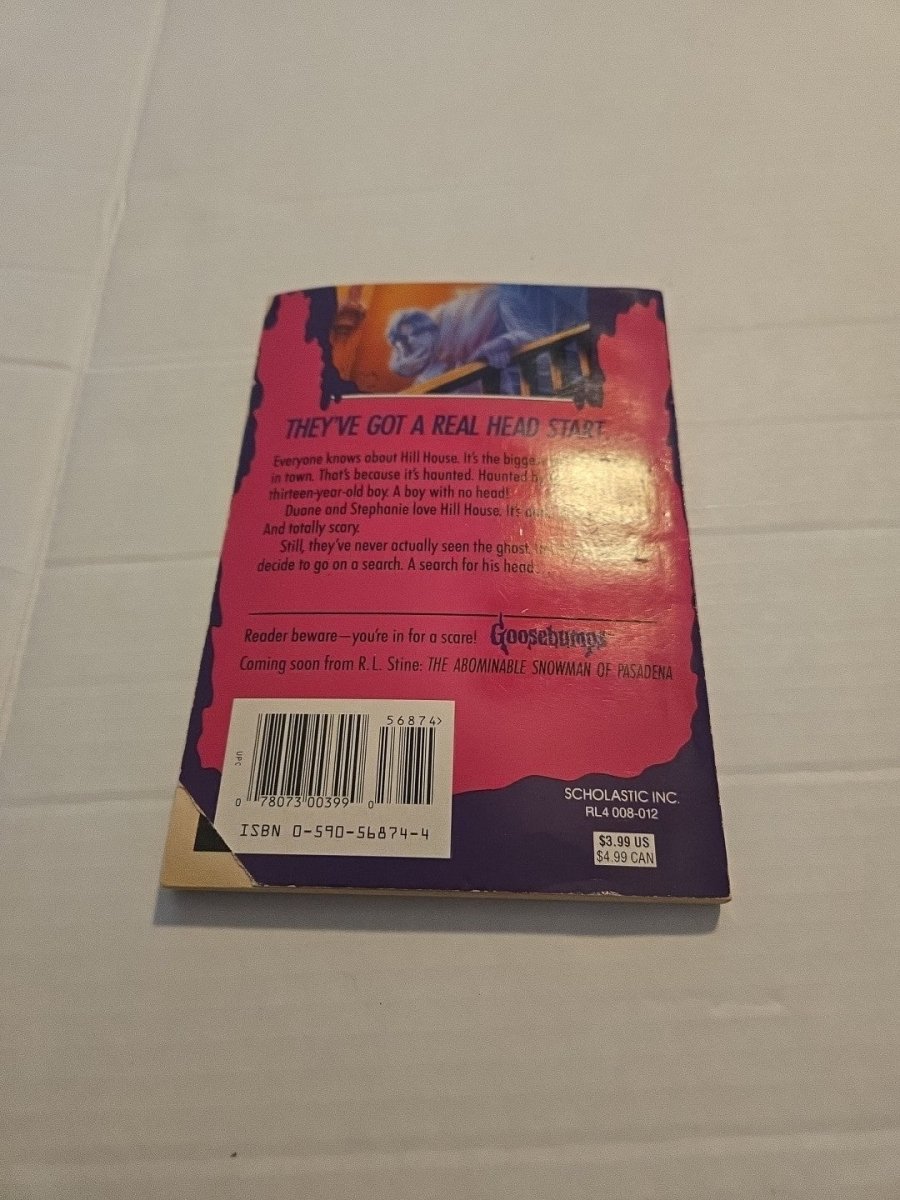 THEY'VE GOT A REAL HEAD START
Everyone knows about Hill House. It's the
in town. That's because it's haunted. Haunted
thirteen-year-old boy. A boy with no head!
Duane and Stephanie love Hill House. It's
And totally scary.
Still, they've never actually seen the ghost.
decide to go on a search. A search for his head...
Reader beware—you're in for a scare! Goosebumps
Coming soon from R.L. Stine: THE ABOMINABLE SNOWMAN OF PASADENA
56874>
UPC
0 78073 00399 0
ISBN 0-590-56874-4
SCHOLASTIC INC.
RL4 008-012
$3.99 US
$4.99 CAN